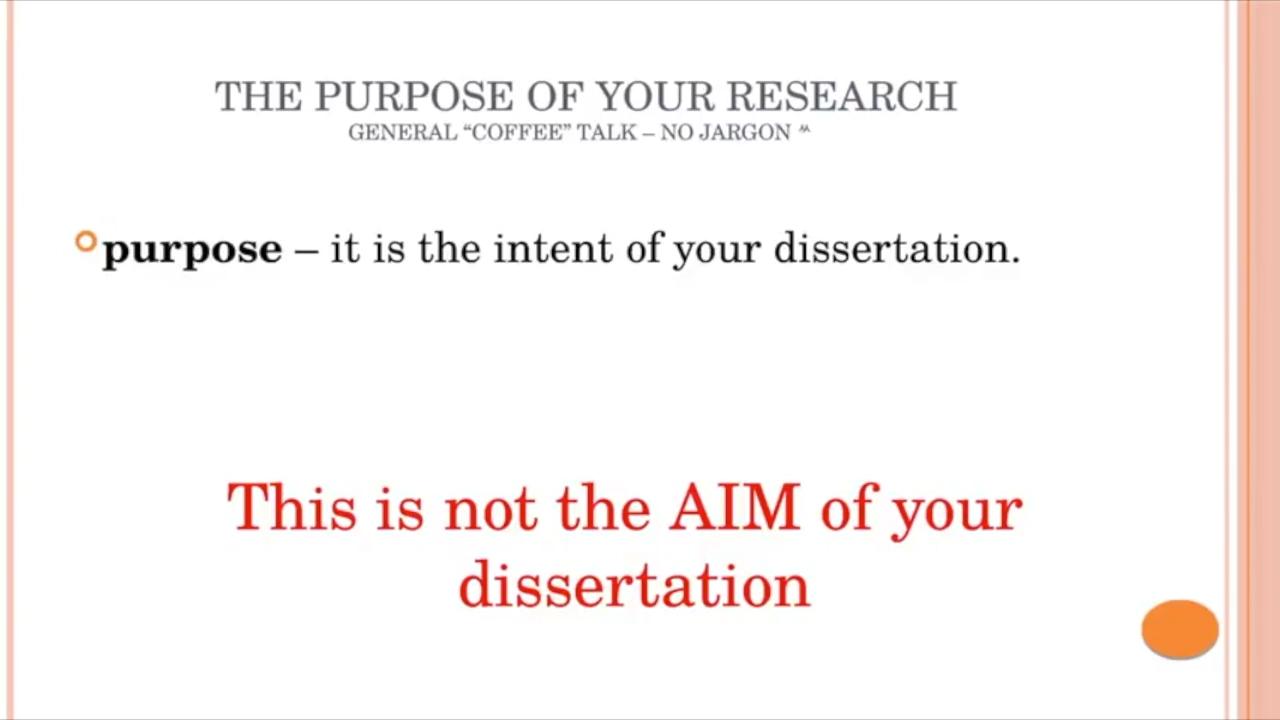 THE PURPOSE OF YOUR RESEARCH
GENERAL “COFFEE” TALK – NO JARGON ^^
purpose – it is the intent of your dissertation.
This is not the AIM of your
dissertation